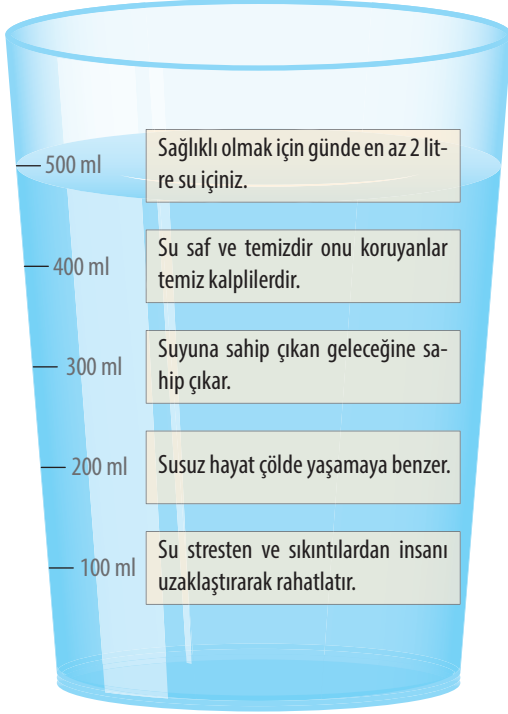 500 ml
Sağlıklı olmak için günde en az 2 lit-
re su içiniz.
400 ml
Su saf ve temizdir onu koruyanlar
temiz kalplilerdir.
300 ml
Suyuna sahip çıkan geleceğine sa-
hip çıkar.
200 ml
Susuz hayat çölde yaşamaya benzer.
100 ml
Su stresten ve sıkıntılardan insanı
uzaklaştırarak rahatlatır.